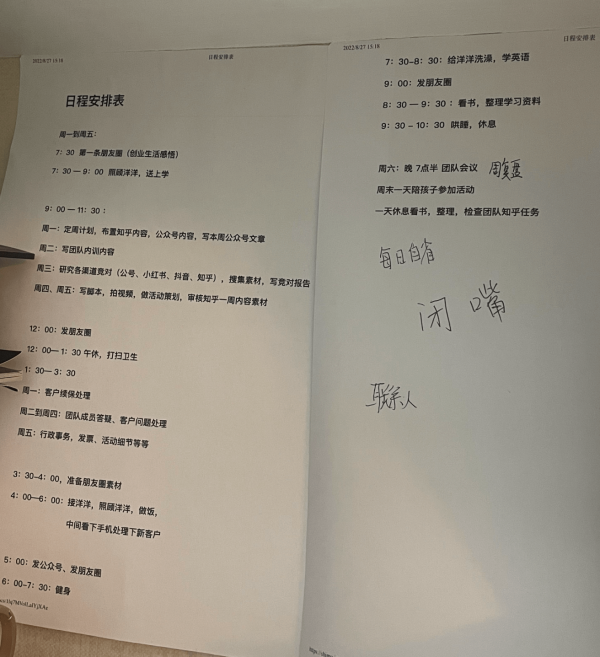 2022/8/27 15:18
日程安排表
日程安排表
周一到周五：
7：30 第一条朋友圈（创业生活感悟）
7：30 — 9：00 照顾洋洋，送上学
9：00 — 11：30：
周一：定周计划，布置知乎内容，公众号内容，写本周公众号文章
周二：写团队内训内容
周三：研究各渠道竞对（公号、小红书、抖音、知乎），搜集素材，写竞对报告
周四、周五：写脚本，拍视频，做活动策划，审核知乎一周内容素材
12：00：发朋友圈
12：00— 1：30 午休，打扫卫生
1：30— 3：30
周一：客户续保处理
周二到周四：团队成员答疑、客户问题处理
周五：行政事务，发票、活动细节等等
3：30–4：00，准备朋友圈素材
4：00—6：00：接洋洋，照顾洋洋，做饭，
中间看下手机处理下新客户
5：00：发公众号、发朋友圈
6：00–7：30：健身
2022/8/27 15:18
日程安排表
7：30–8：30：给洋洋洗澡，学英语
9：00：发朋友圈
8：30 — 9：30 ：看书，整理学习资料
9：30 – 10：30 哄睡，休息
周六：晚 7点半 团队会议 周复盘
周末一天陪孩子参加活动
一天休息看书，整理，检查团队知乎任务
每日自省
闭嘴
联系人